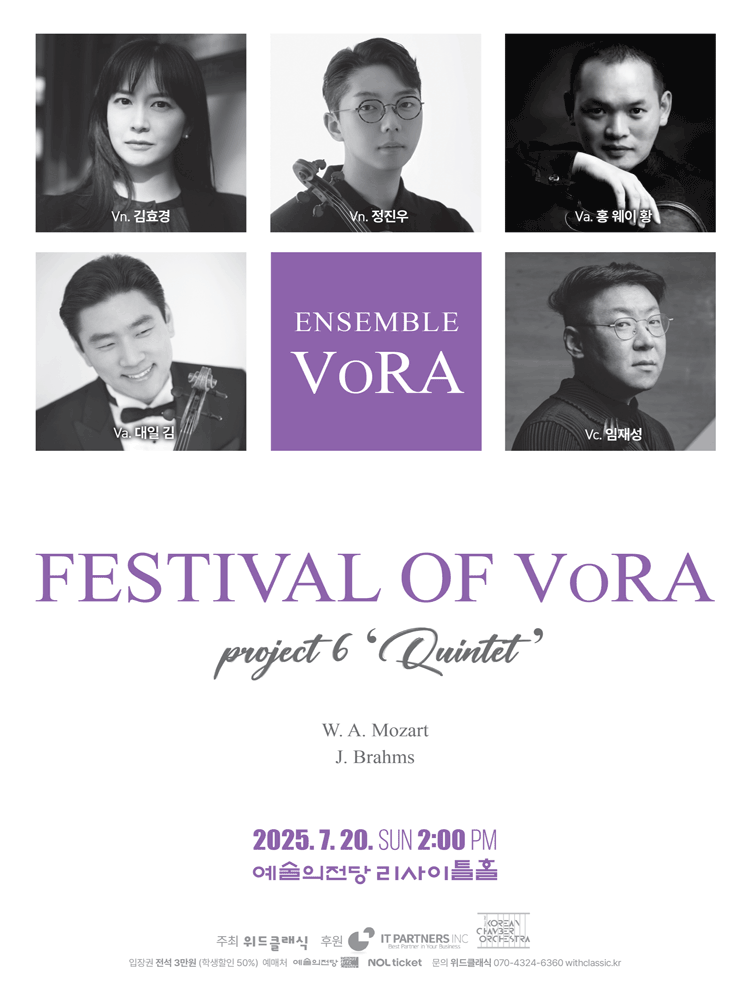 Vn. 김효경
Vn. 정진우
Va. 홍 웨이 황
Va. 대일 김
ENSEMBLE
VoRA
Vc. 임재성
FESTIVAL OF VoRA
project 6 ‘Quintet’
W. A. Mozart
J. Brahms
2025. 7. 20. SUN 2:00 PM
예술의전당 리사이틀홀
주최 위드클래식 후원 IT PARTNERS INC
Best Partner in Your Business
KOREAN
CHAMBER
ORCHESTRA
입장권 전석 3만원 (학생할인 50%) 예매처 예술의전당 NOL ticket 문의 위드클래식 070-4324-6360 withclassic.kr